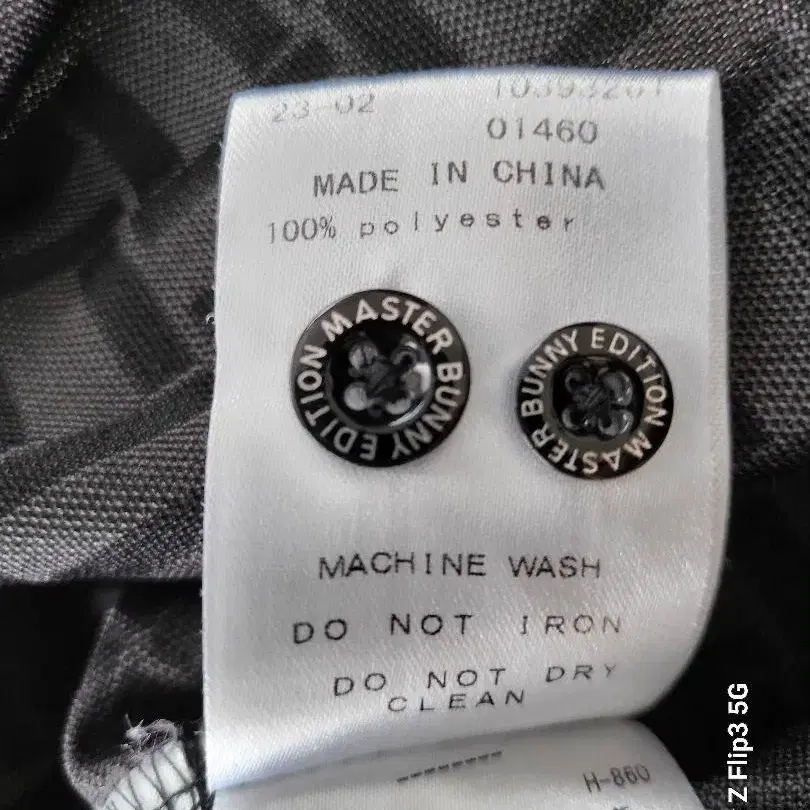 23-02
01460
MADE IN CHINA
100% polyester
MASTER BUNNY EDITION
MASTER BUNNY EDITION
MACHINE WASH
DO NOT IRON
DO NOT DRY
CLEAN
H-860
Z Flip3 5G